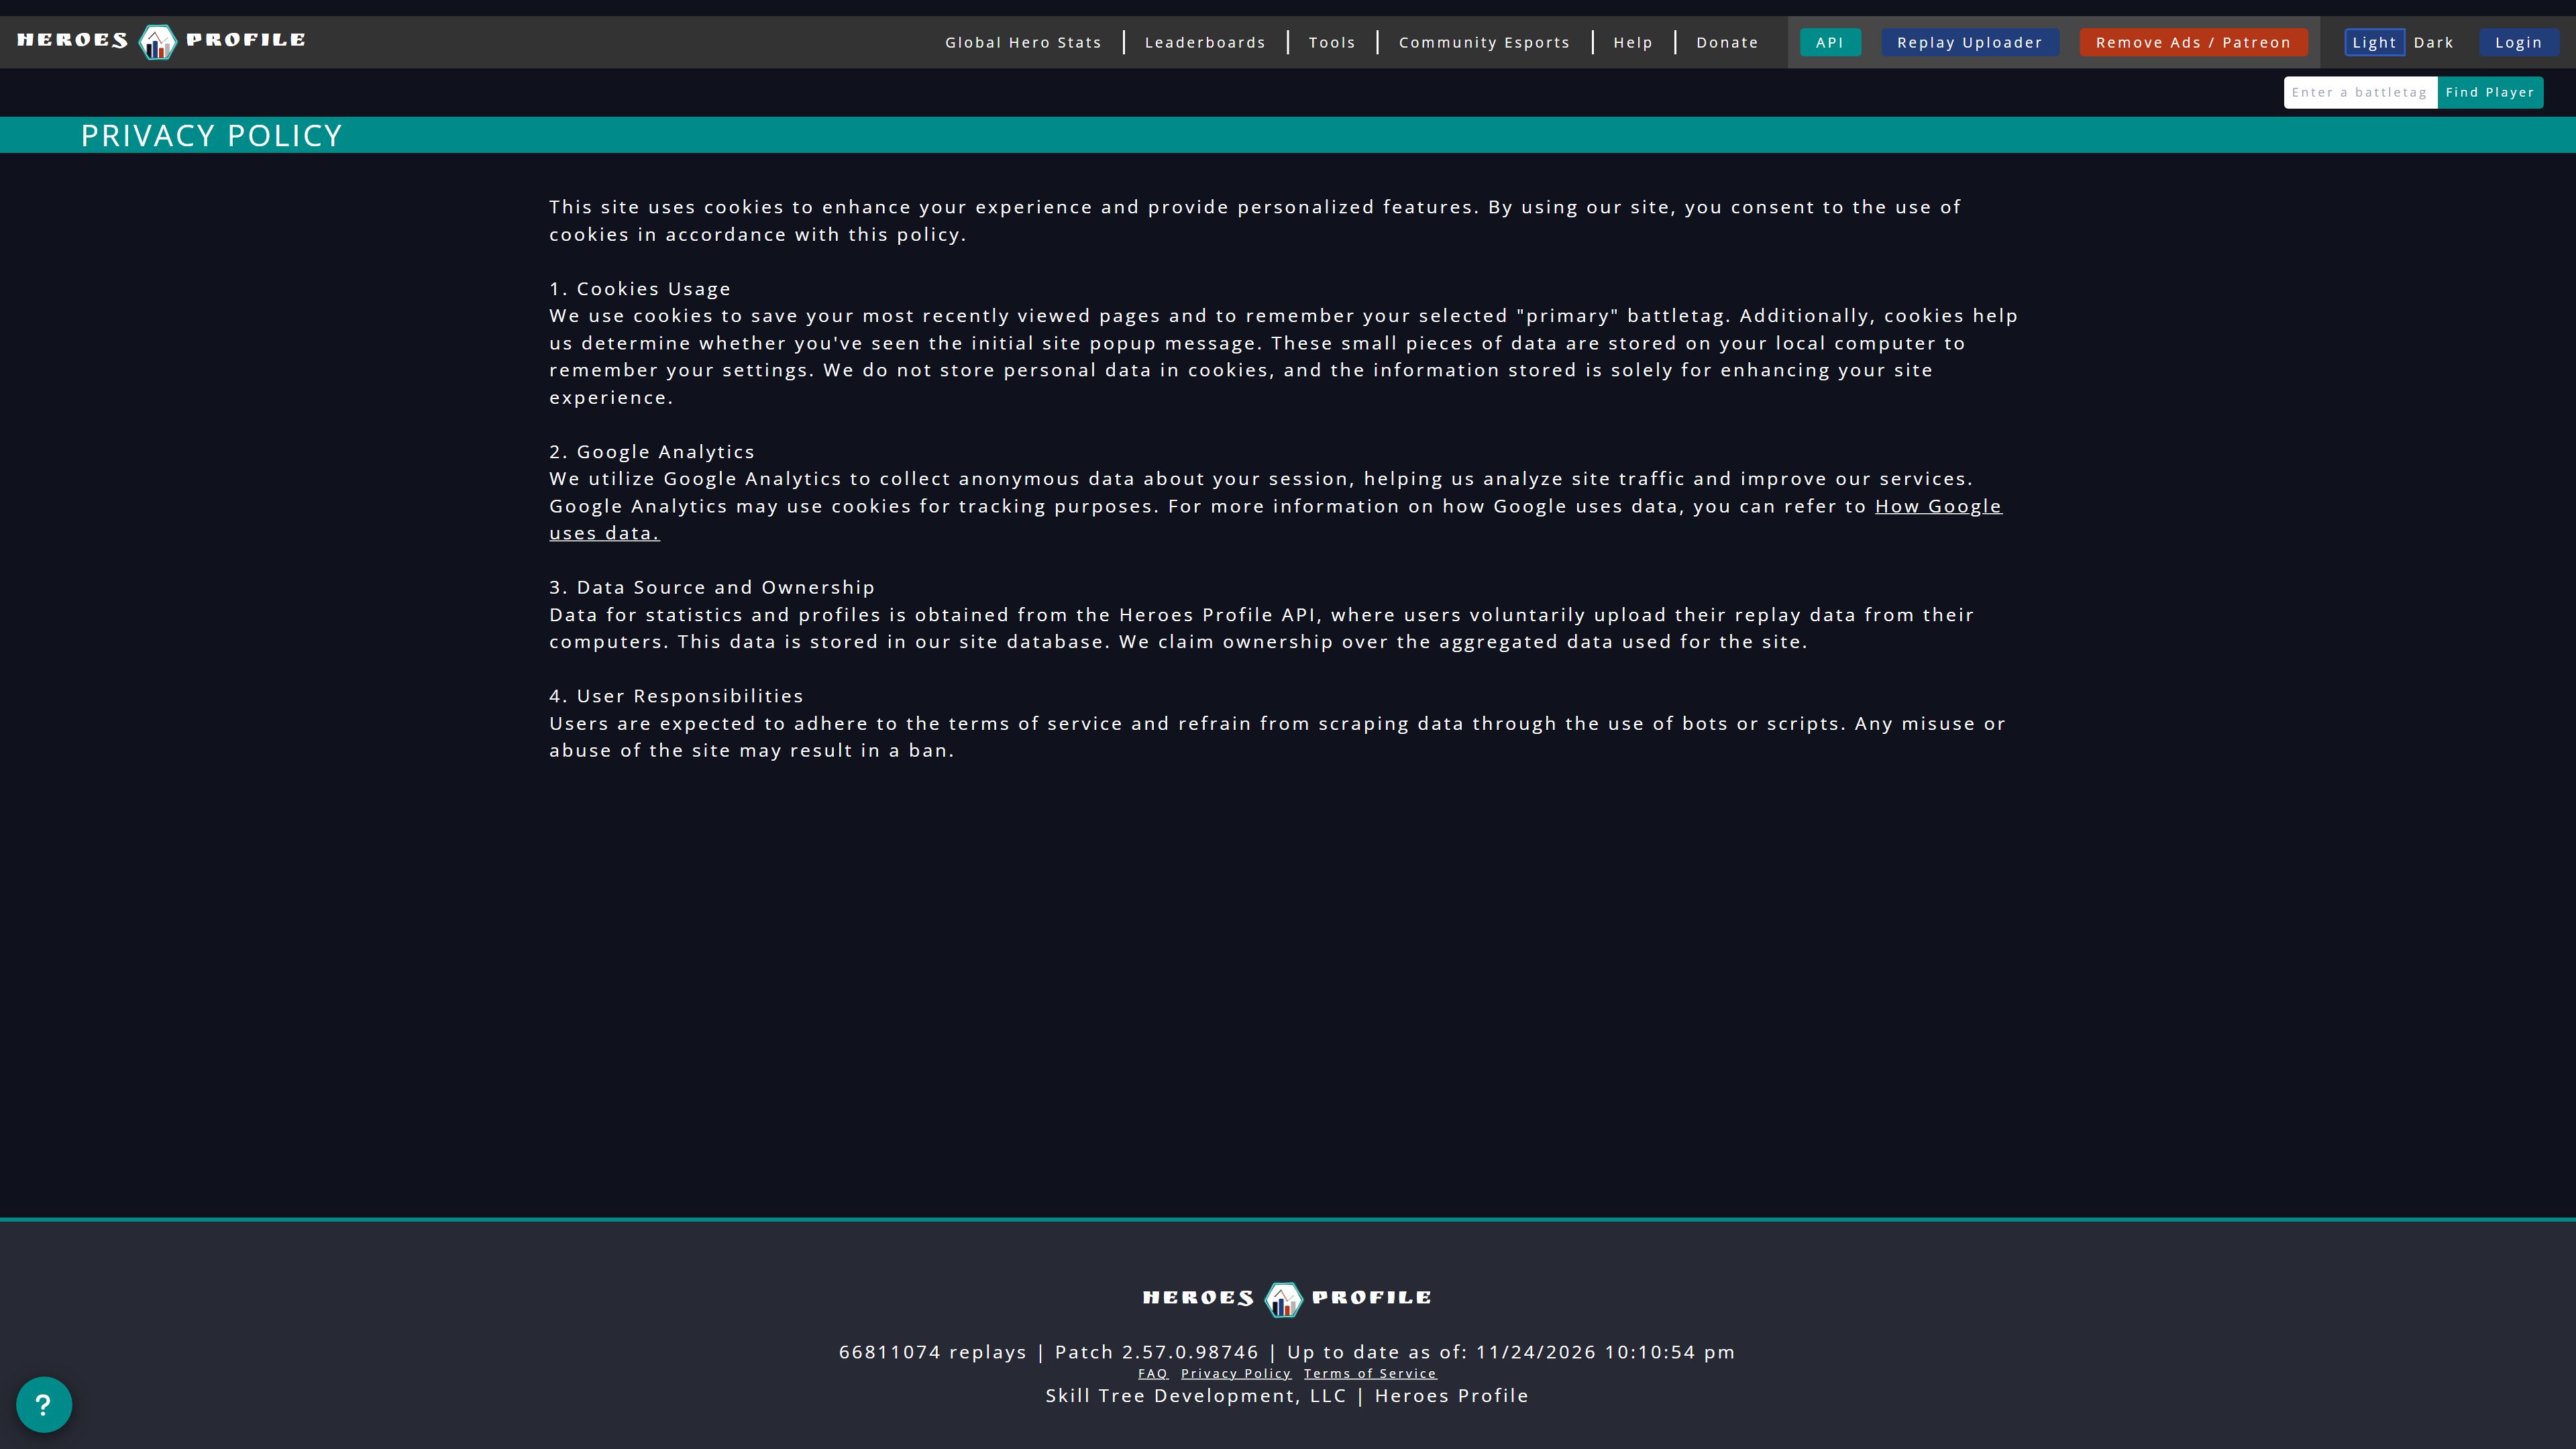 HEROES PROFILE
Global Hero Stats
Leaderboards
Tools
Community Esports
Help
Donate
API
Replay Uploader
Remove Ads / Patreon
Light
Dark
Login
Enter a battletag
Find Player
PRIVACY POLICY
This site uses cookies to enhance your experience and provide personalized features. By using our site, you consent to the use of
cookies in accordance with this policy.
1. Cookies Usage
We use cookies to save your most recently viewed pages and to remember your selected "primary" battletag. Additionally, cookies help
us determine whether you've seen the initial site popup message. These small pieces of data are stored on your local computer to
remember your settings. We do not store personal data in cookies, and the information stored is solely for enhancing your site
experience.
2. Google Analytics
We utilize Google Analytics to collect anonymous data about your session, helping us analyze site traffic and improve our services.
Google Analytics may use cookies for tracking purposes. For more information on how Google uses data, you can refer to How Google
uses data.
3. Data Source and Ownership
Data for statistics and profiles is obtained from the Heroes Profile API, where users voluntarily upload their replay data from their
computers. This data is stored in our site database. We claim ownership over the aggregated data used for the site.
4. User Responsibilities
Users are expected to adhere to the terms of service and refrain from scraping data through the use of bots or scripts. Any misuse or
abuse of the site may result in a ban.
HEROES PROFILE
66811074 replays | Patch 2.57.0.98746 | Up to date as of: 11/24/2026 10:10:54 pm
FAQ Privacy Policy Terms of Service
Skill Tree Development, LLC | Heroes Profile
?